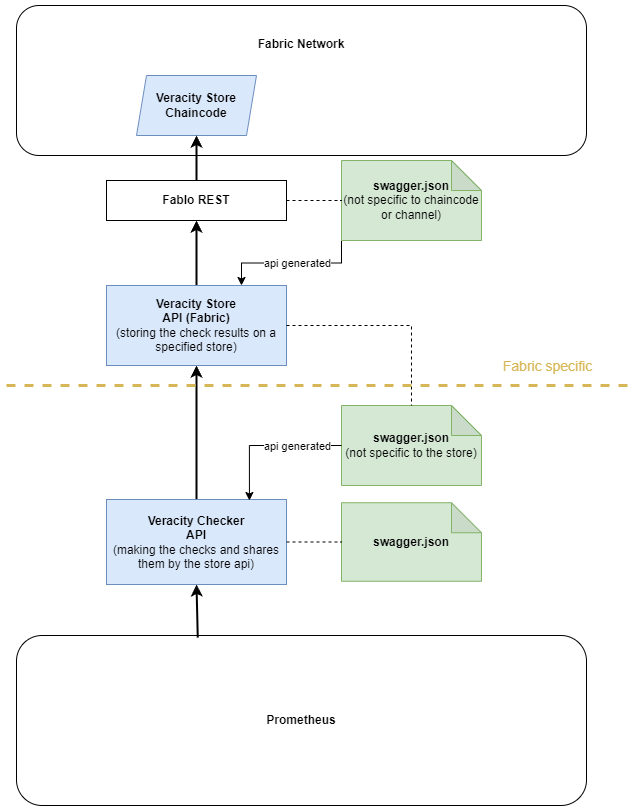 Fabric Network
Veracity Store
Chaincode
Fablo REST
swagger.json
(not specific to chaincode
or channel)
api generated
Veracity Store
API (Fabric)
(storing the check results on a
specified store)
Fabric specific
swagger.json
(not specific to the store)
api generated
Veracity Checker
API
(making the checks and shares
them by the store api)
swagger.json
Prometheus